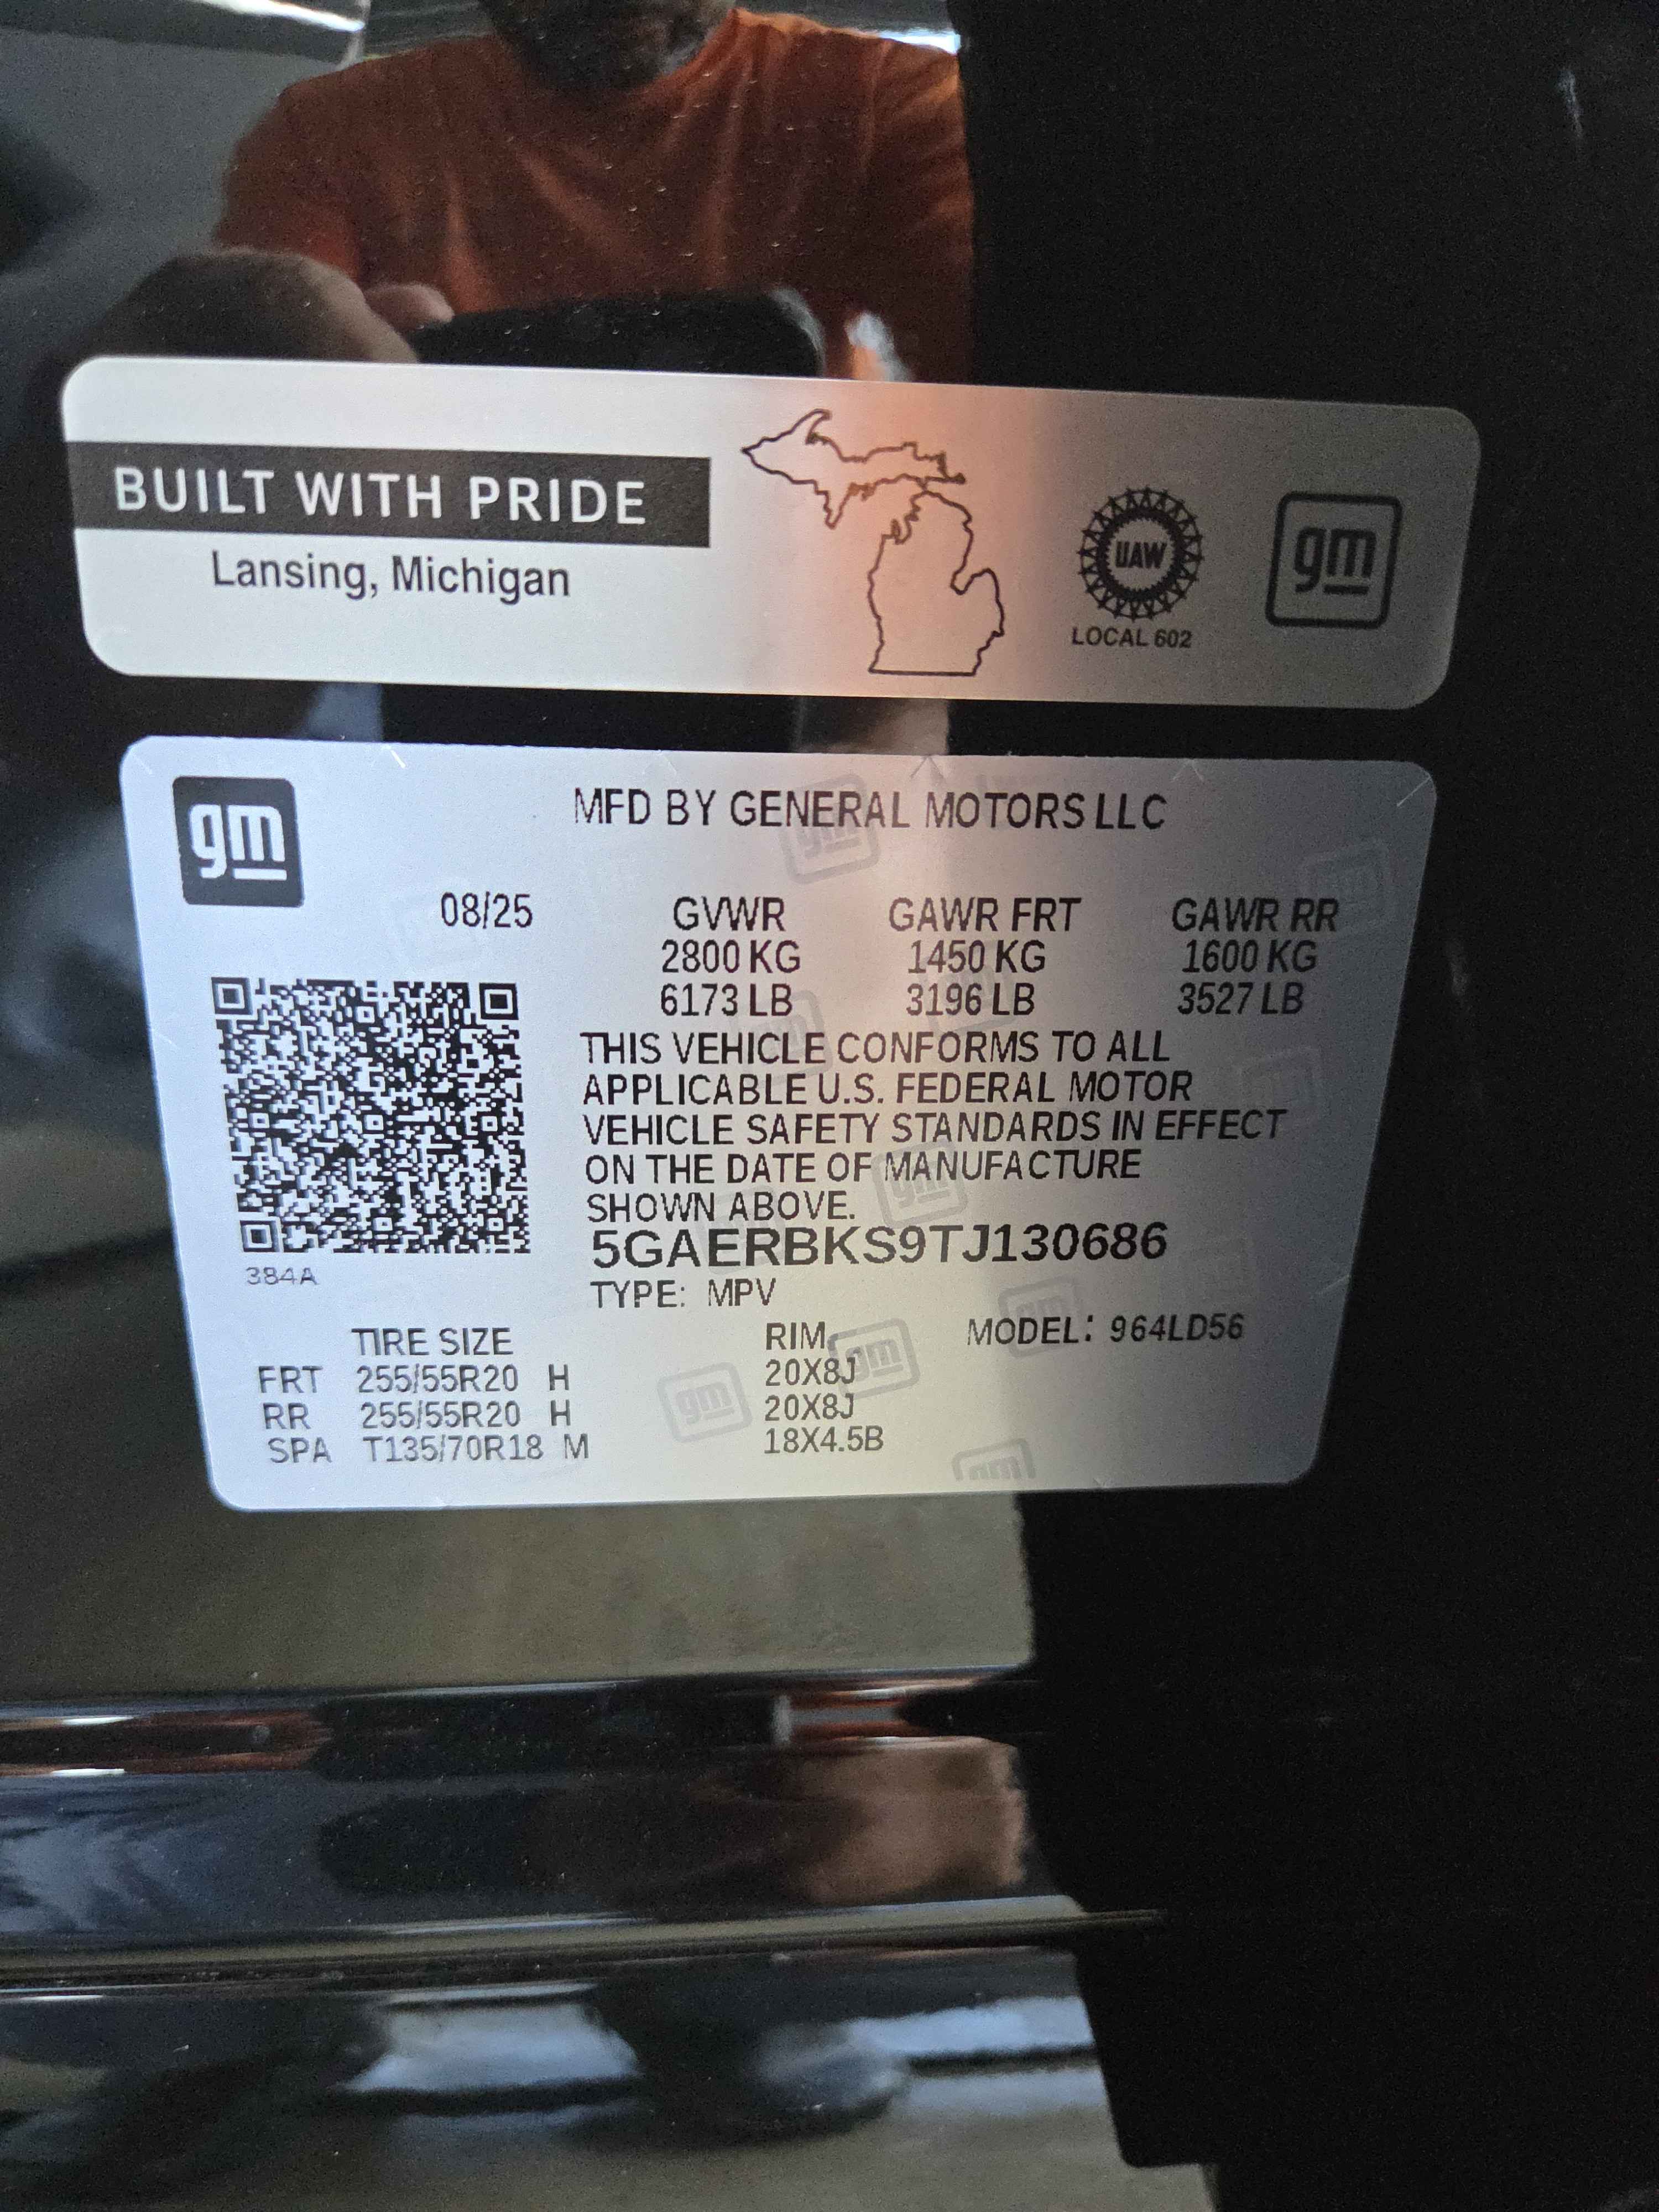 BUILT WITH PRIDE
Lansing, Michigan
UAW
LOCAL 602
gm
gm
MFD BY GENERAL MOTORS LLC
08/25 GVWR GAWR FRT GAWR RR
2800 KG 1450 KG 1600 KG
6173 LB 3196 LB 3527 LB
THIS VEHICLE CONFORMS TO ALL
APPLICABLE U.S. FEDERAL MOTOR
VEHICLE SAFETY STANDARDS IN EFFECT
ON THE DATE OF MANUFACTURE
SHOWN ABOVE.
5GAERBKS9TJ130686
384A
TYPE: MPV
TIRE SIZE RIM MODEL: 964LD56
FRT 255/55R20 H 20X8J
RR 255/55R20 H 20X8J
SPA T135/70R18 M 18X4.5B